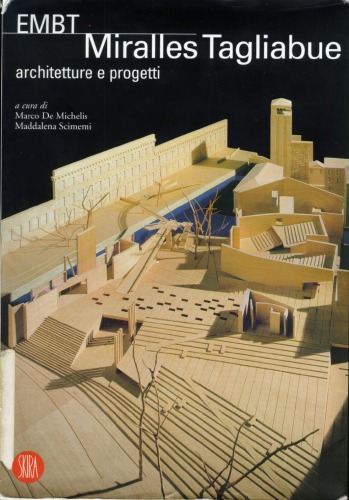 EMBT
Miralles Tagliabue
architetture e progetti
a cura di
Marco De Michelis
Maddalena Scimemi
SKIRA